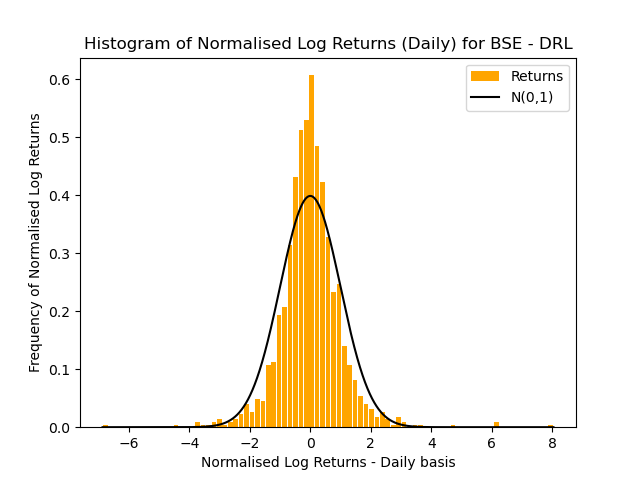 Histogram of Normalised Log Returns (Daily) for BSE - DRL
Returns
N(0,1)
Frequency of Normalised Log Returns
0.6
0.5
0.4
0.3
0.2
0.1
0.0
−6 −4 −2 0 2 4 6 8
Normalised Log Returns - Daily basis